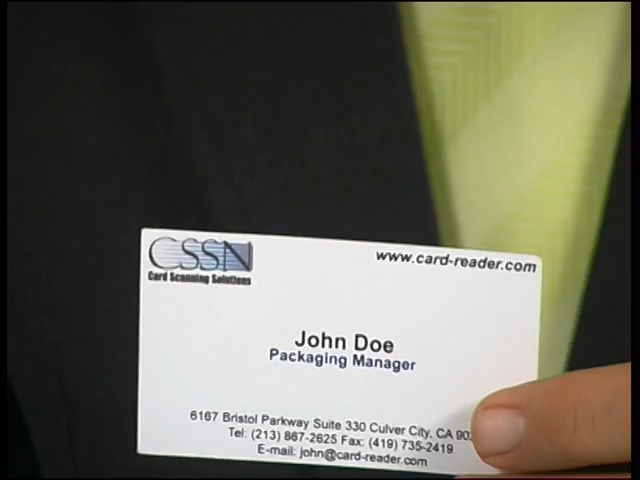 CSSN
Card Scanning Solutions
www.card-reader.com
John Doe
Packaging Manager
6167 Bristol Parkway Suite 330 Culver City, CA
Tel: (213) 867-2625 Fax: (419) 735-2419
E-mail: john@card-reader.com